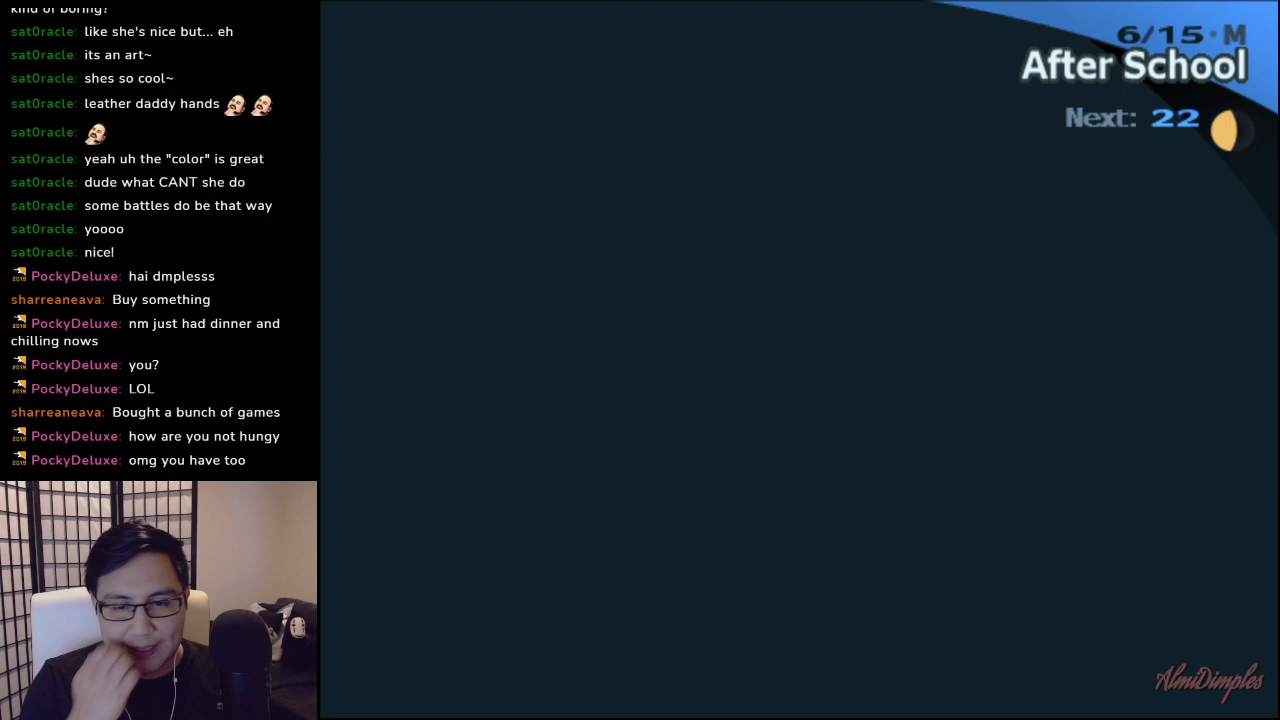 kind of boring?
sat0racle: like she's nice but... eh
sat0racle: its an art~
sat0racle: shes so cool~
sat0racle: leather daddy hands
sat0racle:
sat0racle: yeah uh the "color" is great
sat0racle: dude what CANT she do
sat0racle: some battles do be that way
sat0racle: yoooo
sat0racle: nice!
PockyDeluxe: hai dmplesss
sharreaneava: Buy something
PockyDeluxe: nm just had dinner and
chilling nows
PockyDeluxe: you?
PockyDeluxe: LOL
sharreaneava: Bought a bunch of games
PockyDeluxe: how are you not hungy
PockyDeluxe: omg you have too
6/15 · M
After School
Next: 22
AlmiDimples